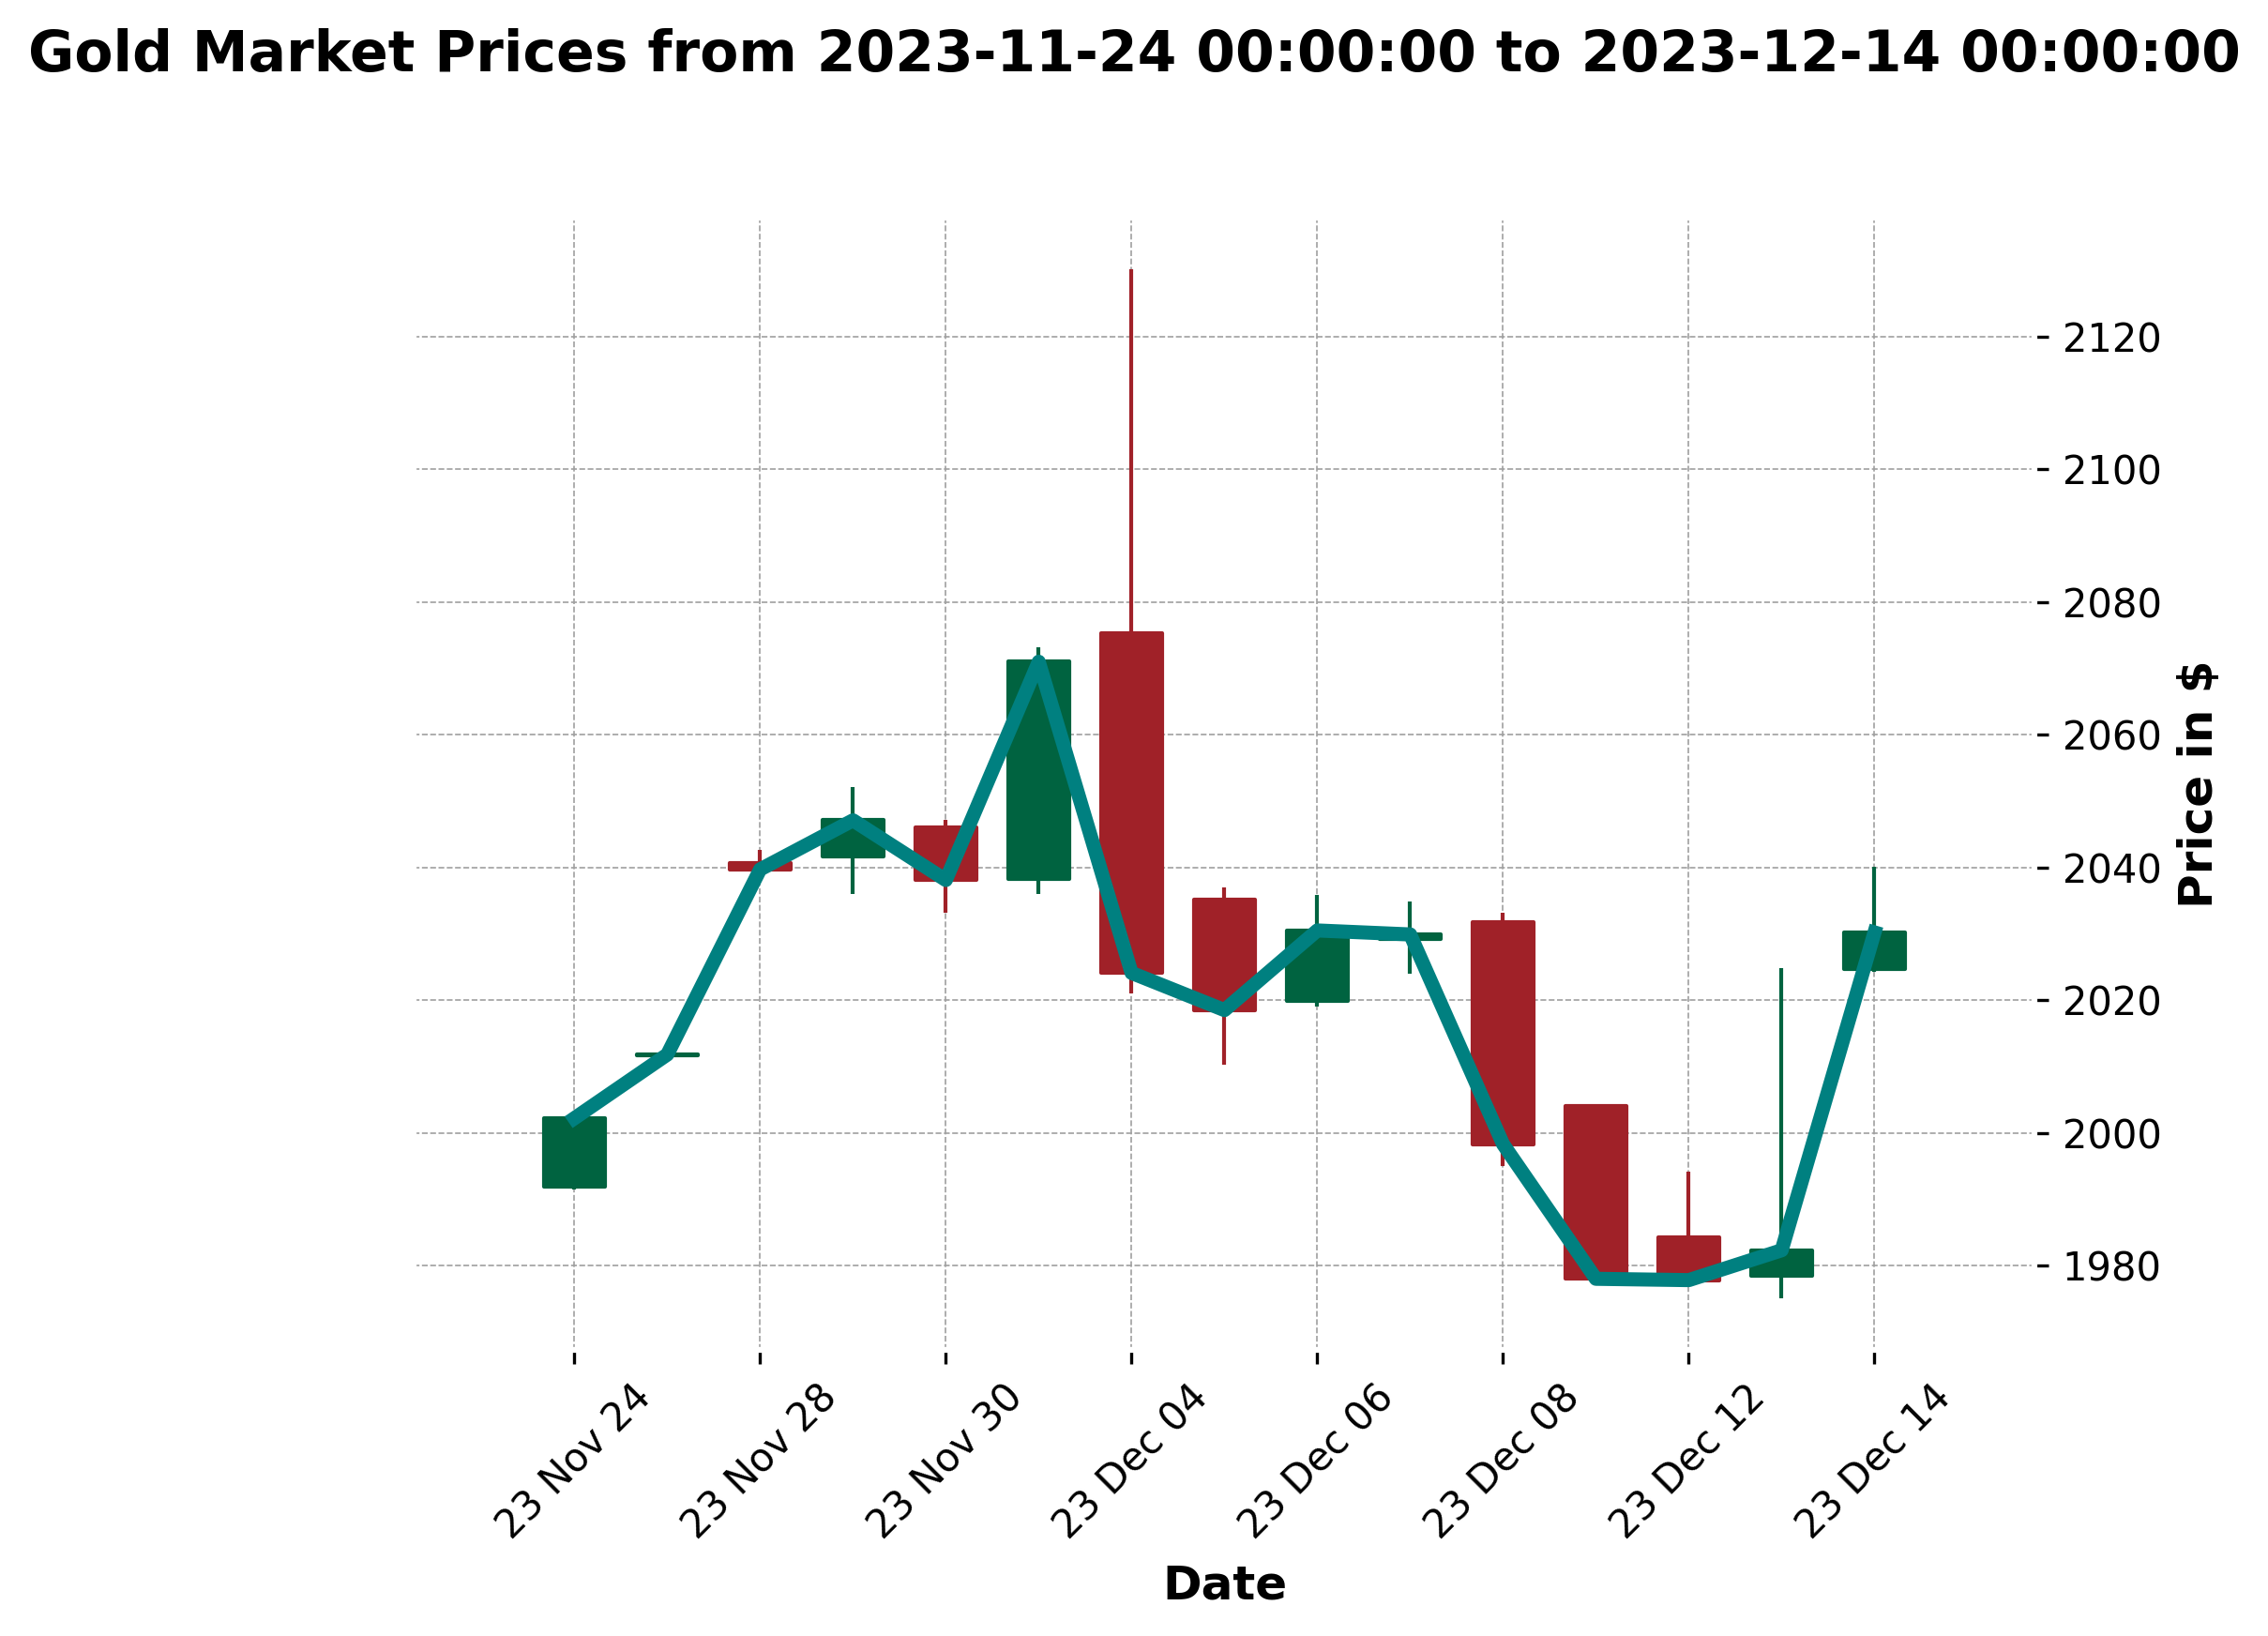 Gold Market Prices from 2023-11-24 00:00:00 to 2023-12-14 00:00:00
2120
2100
2080
2060
2040
2020
2000
1980
Price in $
23 Nov 24
23 Nov 28
23 Nov 30
23 Dec 04
23 Dec 06
23 Dec 08
23 Dec 12
23 Dec 14
Date